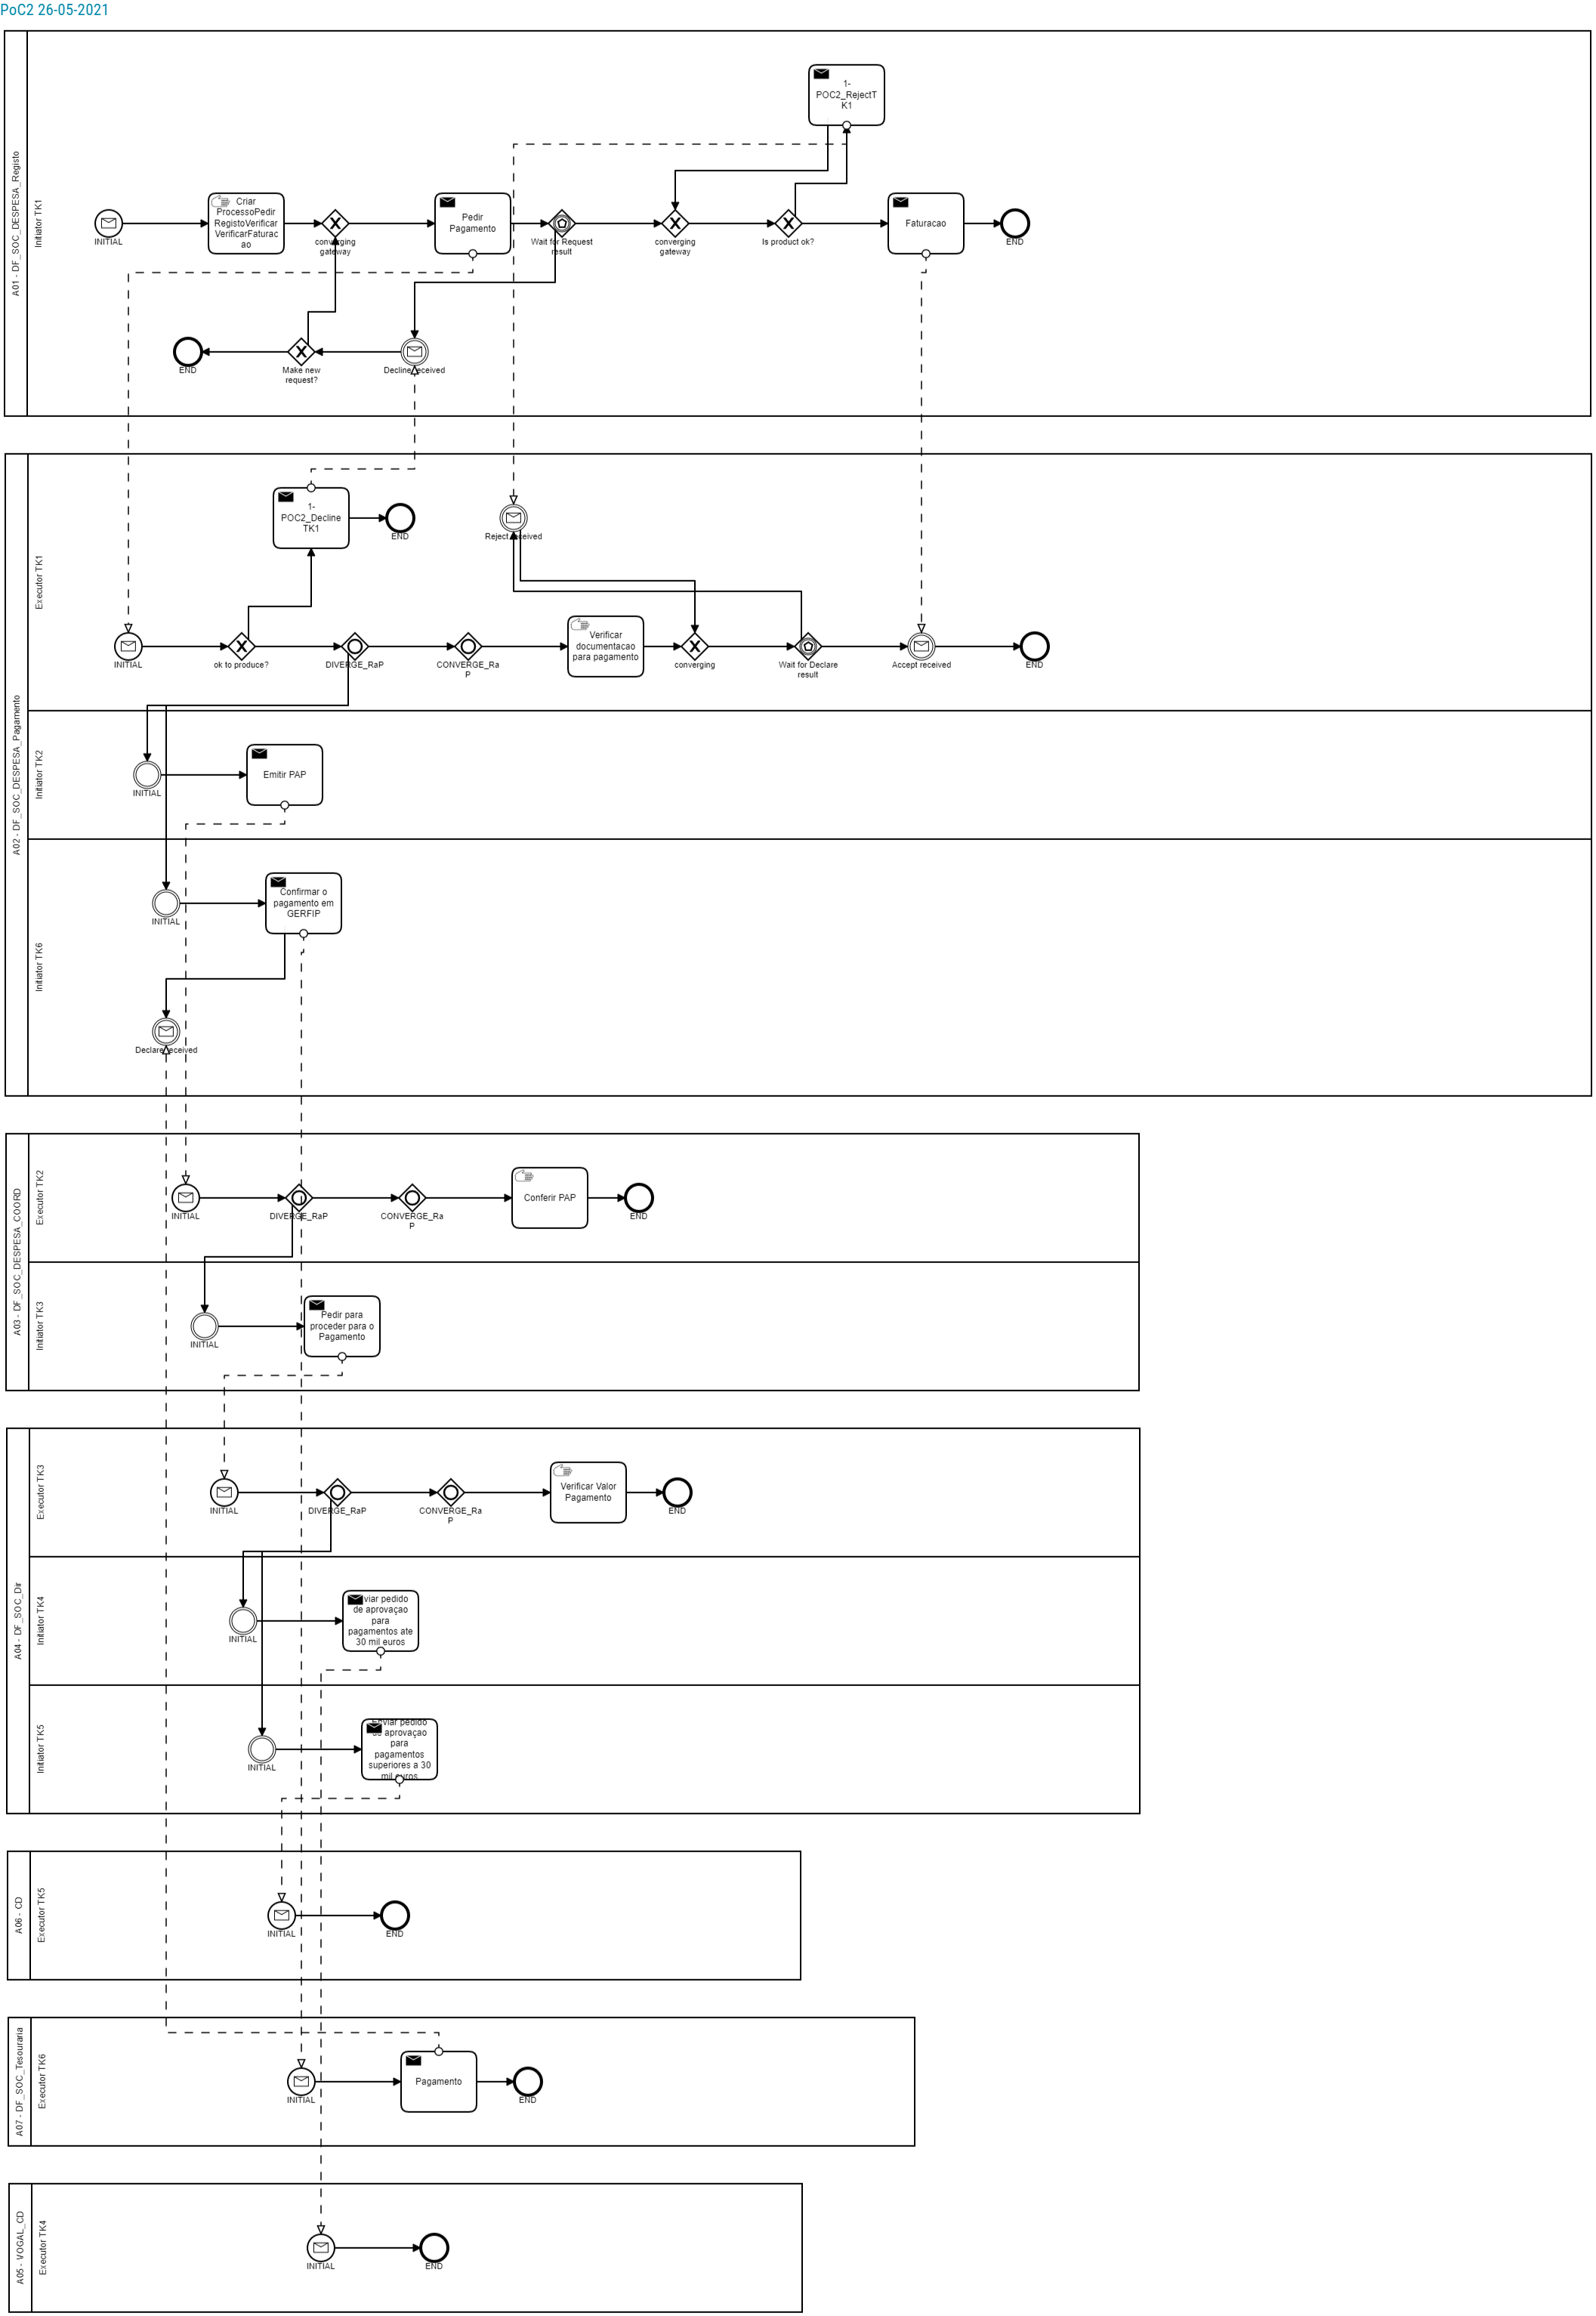 PoC2 26-05-2021
A01 - DF_SOC_DESPESA_Registo
Initiator TK1
1-
POC2_RejectT
K1
INITIAL
Criar
ProcessoPedir
RegistoVerificar
VerificarFaturac
ao
converging
gateway
Pedir
Pagamento
Wait for Request
result
converging
gateway
Is product ok?
Faturacao
END
END
Make new
request?
Decline received
A02 - DF_SOC_DESPESA_Pagamento
Executor TK1
1-
POC2_Decline
TK1
END
Reject received
INITIAL
ok to produce?
DIVERGE_RaP
CONVERGE_Ra
P
Verificar
documentacao
para pagamento
converging
Wait for Declare
result
Accept received
END
Initiator TK2
INITIAL
Emitir PAP
Initiator TK6
INITIAL
Confirmar o
pagamento em
GERFIP
Declare received
A03 - DF_SOC_DESPESA_COORD
Executor TK2
INITIAL
DIVERGE_RaP
CONVERGE_Ra
P
Conferir PAP
END
Initiator TK3
INITIAL
Pedir para
proceder para o
Pagamento
A04 - DF_SOC_Dir
Executor TK3
INITIAL
DIVERGE_RaP
CONVERGE_Ra
P
Verificar Valor
Pagamento
END
Initiator TK4
INITIAL
viar pedido
de aprovaçao
para
pagamentos ate
30 mil euros
Initiator TK5
INITIAL
Enviar pedido
de aprovaçao
para
pagamentos
superiores a 30
mil euros
A06 - CD
Executor TK5
INITIAL
END
A07 - DF_SOC_Tesouraria
Executor TK6
INITIAL
Pagamento
END
A05 - VOGAL_CD
Executor TK4
INITIAL
END